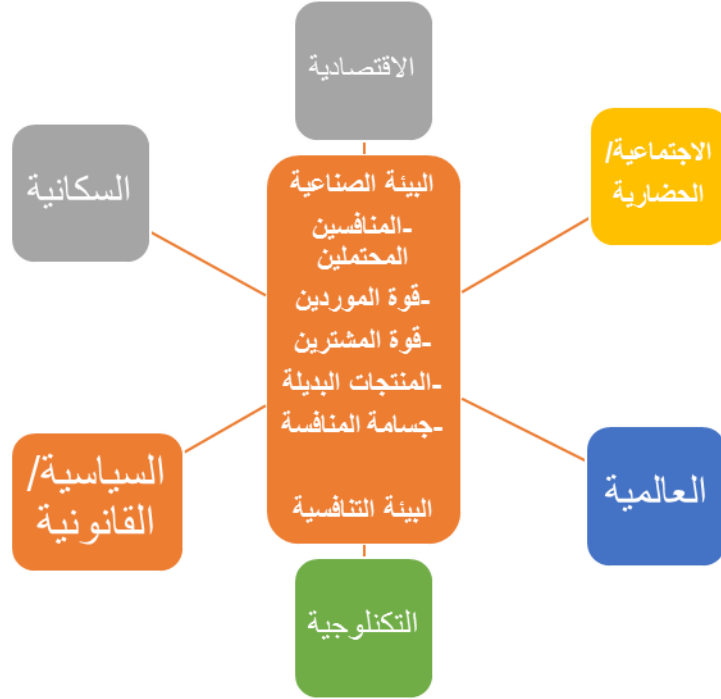 الاقتصادية
الاجتماعية/
الحضارية
السكانية
البيئة الصناعية
-المنافسين
المحتملين
-قوة الموردين
-قوة المشترين
-المنتجات البديلة
-جسامة المنافسة
البيئة التنافسية
السياسية/
القانونية
العالمية
التكنلوجية